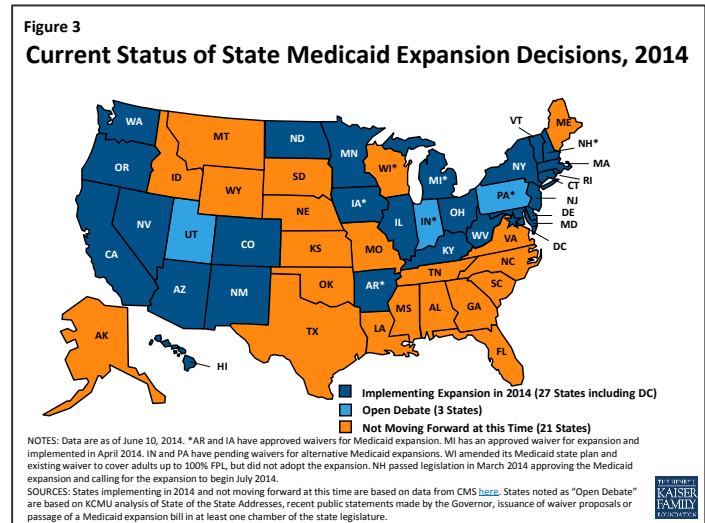 Figure 3
Current Status of State Medicaid Expansion Decisions, 2014
WA
OR
CA
NV
ID
MT
WY
UT
AZ
CO
NM
ND
SD
NE
KS
OK
TX
MN
IA*
MO
AR*
LA
WI*
IL
MI*
IN*
OH
KY
TN
MS
AL
GA
FL
SC
NC
VA
WV
PA*
NY
VT
ME
NH*
MA
RI
CT
NJ
DE
MD
DC
AK
HI
Implementing Expansion in 2014 (27 States including DC)
Open Debate (3 States)
Not Moving Forward at this Time (21 States)
NOTES: Data are as of June 10, 2014. *AR and IA have approved waivers for Medicaid expansion. MI has an approved waiver for expansion and
implemented in April 2014. IN and PA have pending waivers for alternative Medicaid expansions. WI amended its Medicaid state plan and
existing waiver to cover adults up to 100% FPL, but did not adopt the expansion. NH passed legislation in March 2014 approving the Medicaid
expansion and calling for the expansion to begin July 2014.
SOURCES: States implementing in 2014 and not moving forward at this time are based on data from CMS here. States noted as “Open Debate”
are based on KCMU analysis of State of the State Addresses, recent public statements made by the Governor, issuance of waiver proposals or
passage of a Medicaid expansion bill in at least one chamber of the state legislature.
THE HENRY J.
KAISER
FAMILY
FOUNDATION